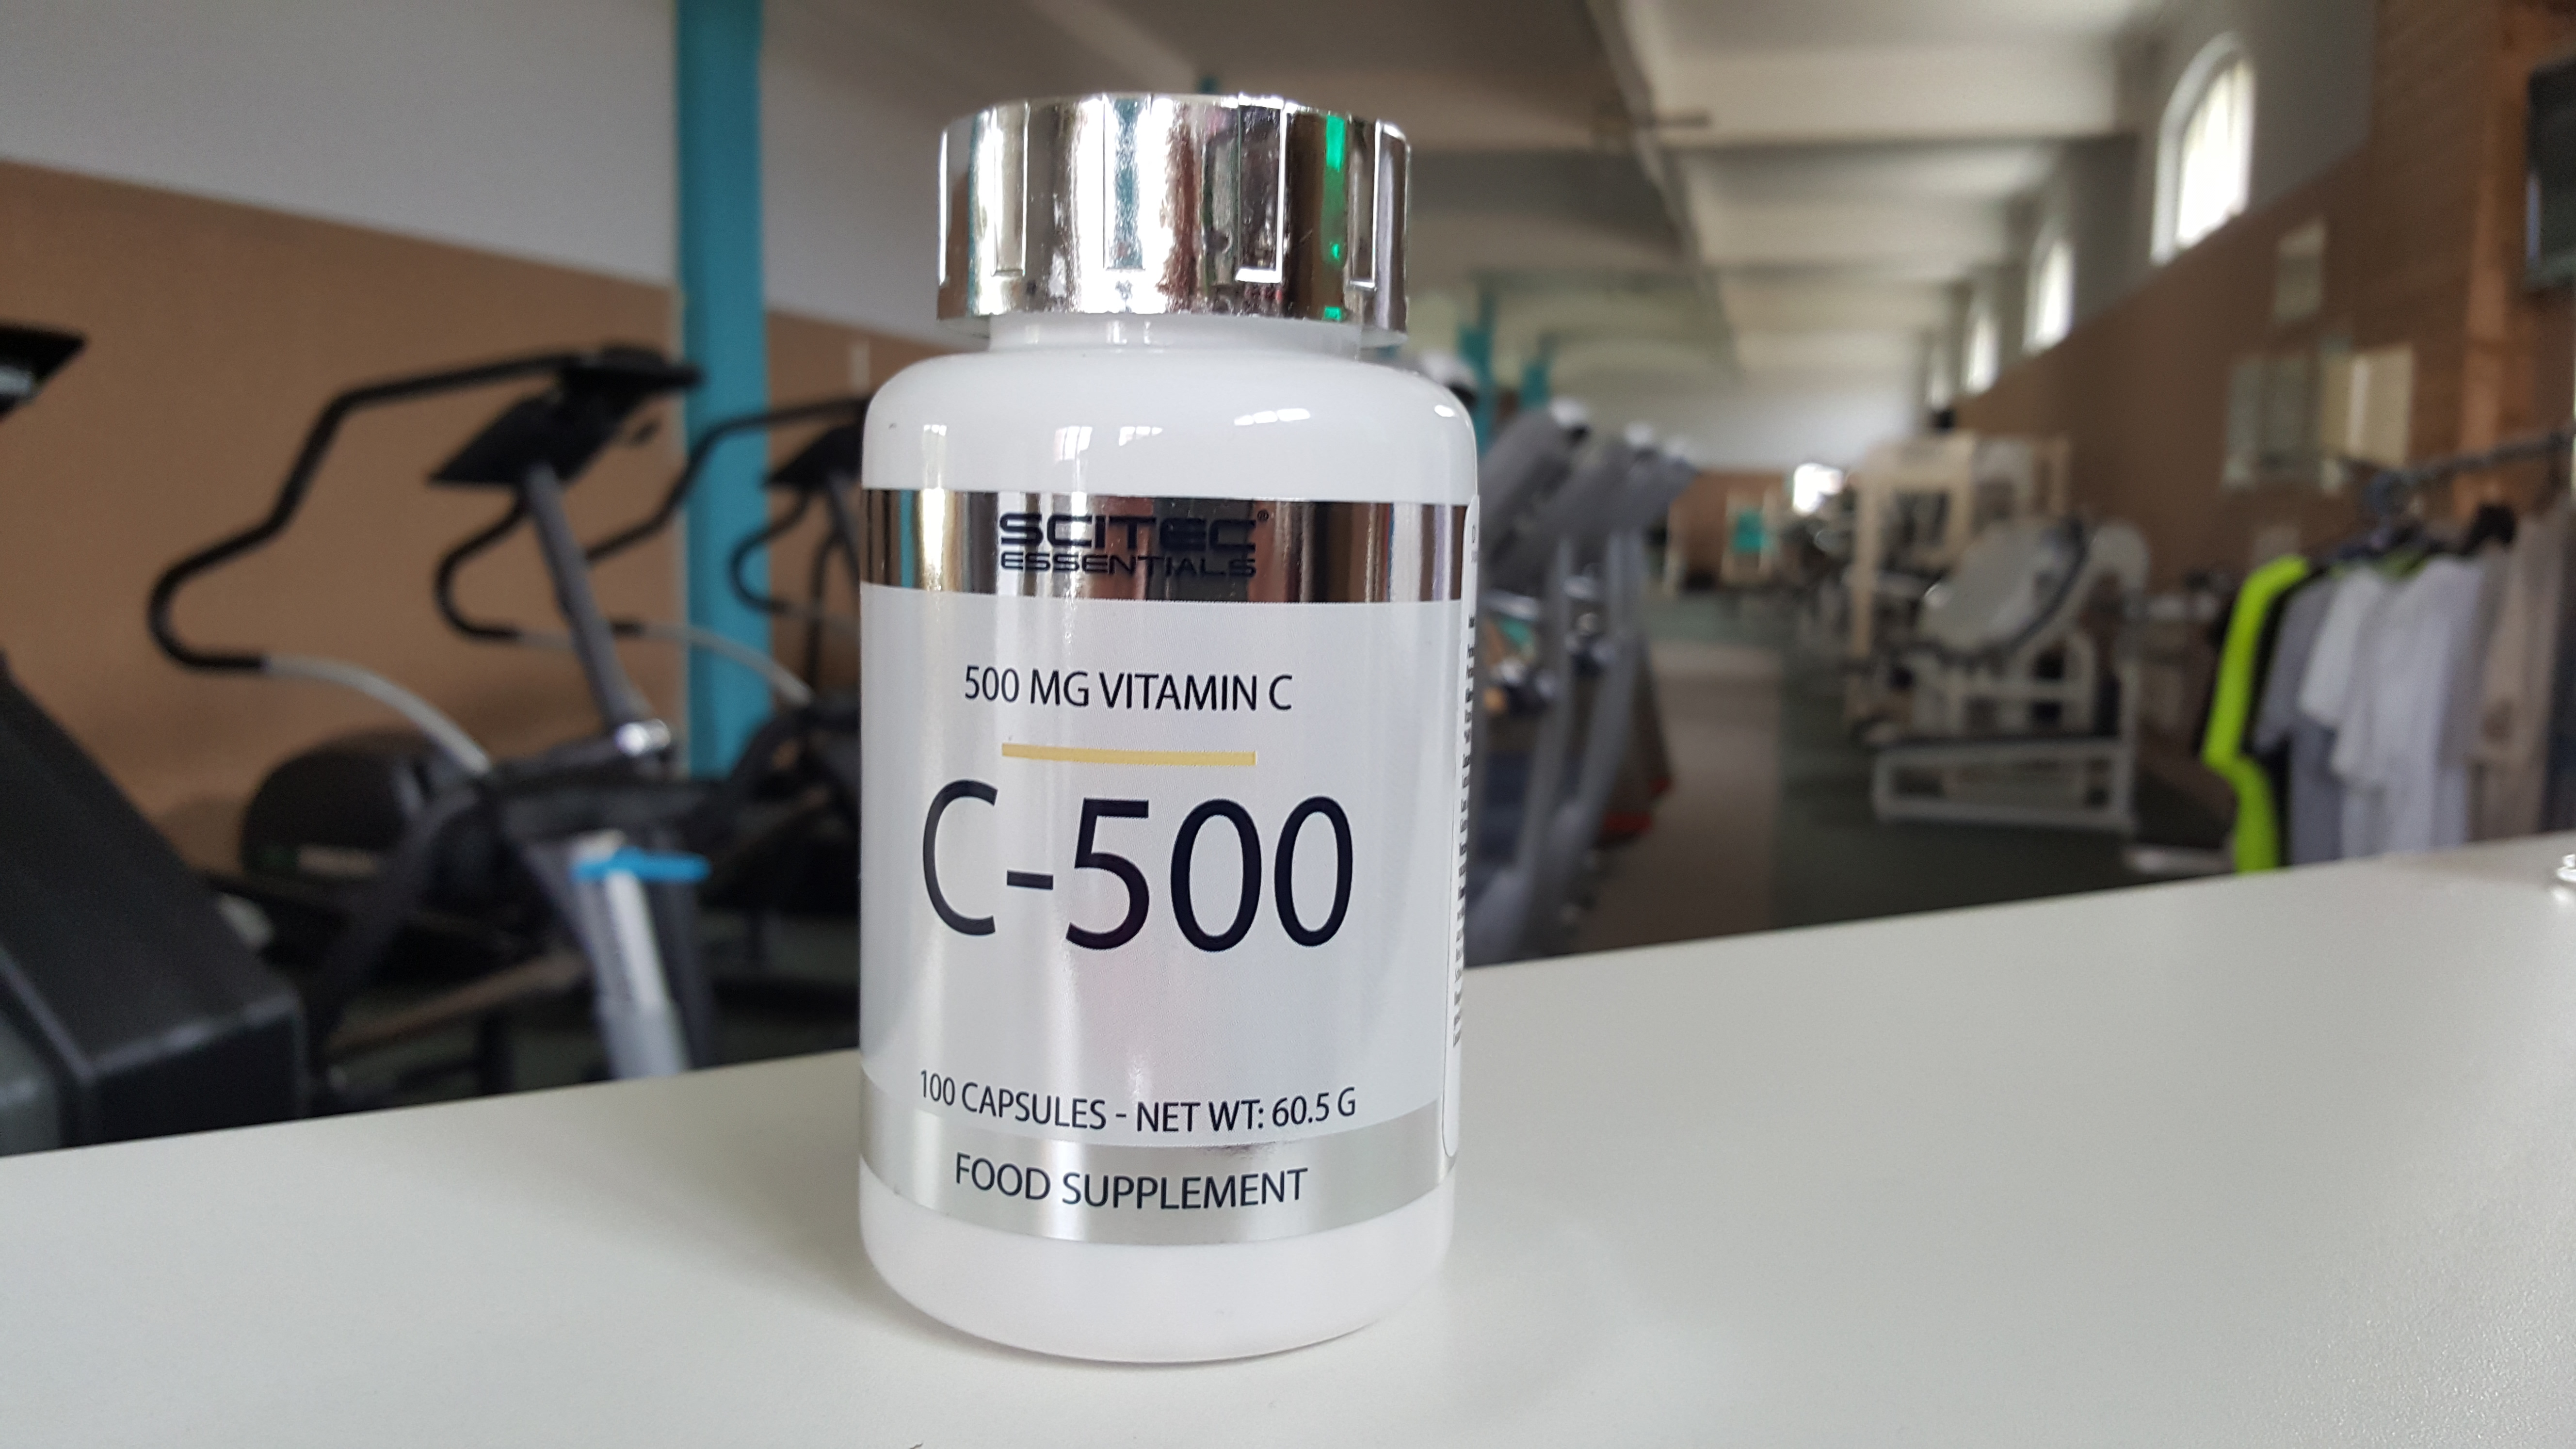 SCITEC®
ESSENTIALS
500 MG VITAMIN C
C-500
100 CAPSULES - NET WT: 60.5 G
FOOD SUPPLEMENT